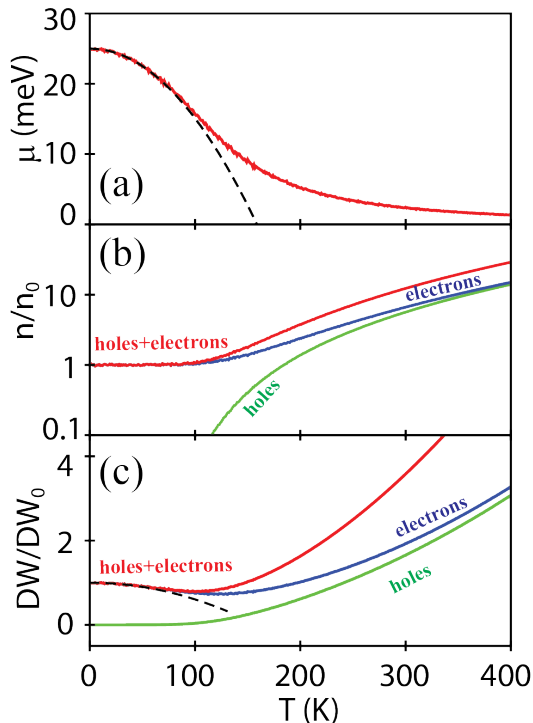 30
20
10
0
μ (meV)
(a)
(b)
10
1
0.1
n/n0
electrons
holes+electrons
holes
(c)
4
2
0
DW/DW0
electrons
holes+electrons
holes
0 100 200 300 400
T (K)